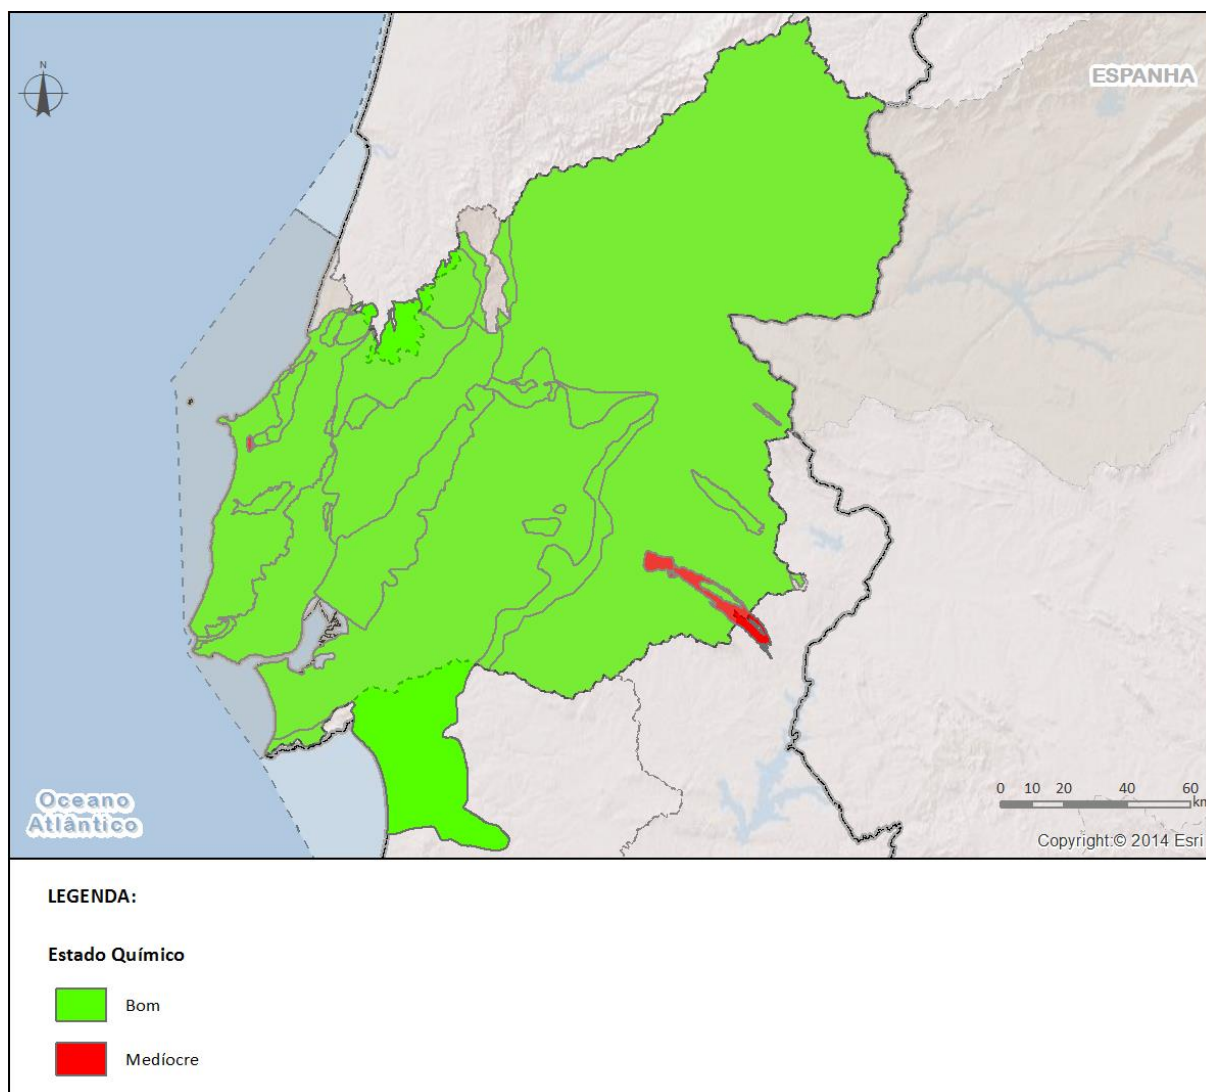 N
ESPANHA
Oceano
Atlântico
0 10 20 40 60
km
Copyright:© 2014 Esri
LEGENDA:
Estado Químico
Bom
Medíocre